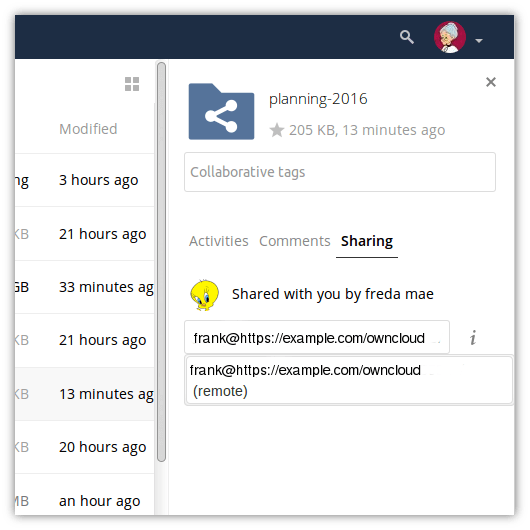 planning-2016
205 KB, 13 minutes ago
Collaborative tags
Modified
ng 3 hours ago
KB 21 hours ago
GB 33 minutes ag
KB 21 hours ago
KB 13 minutes ag
KB 20 hours ago
MB an hour ago
Activities Comments Sharing
Shared with you by freda mae
frank@https://example.com/owncloud
i
frank@https://example.com/owncloud
(remote)